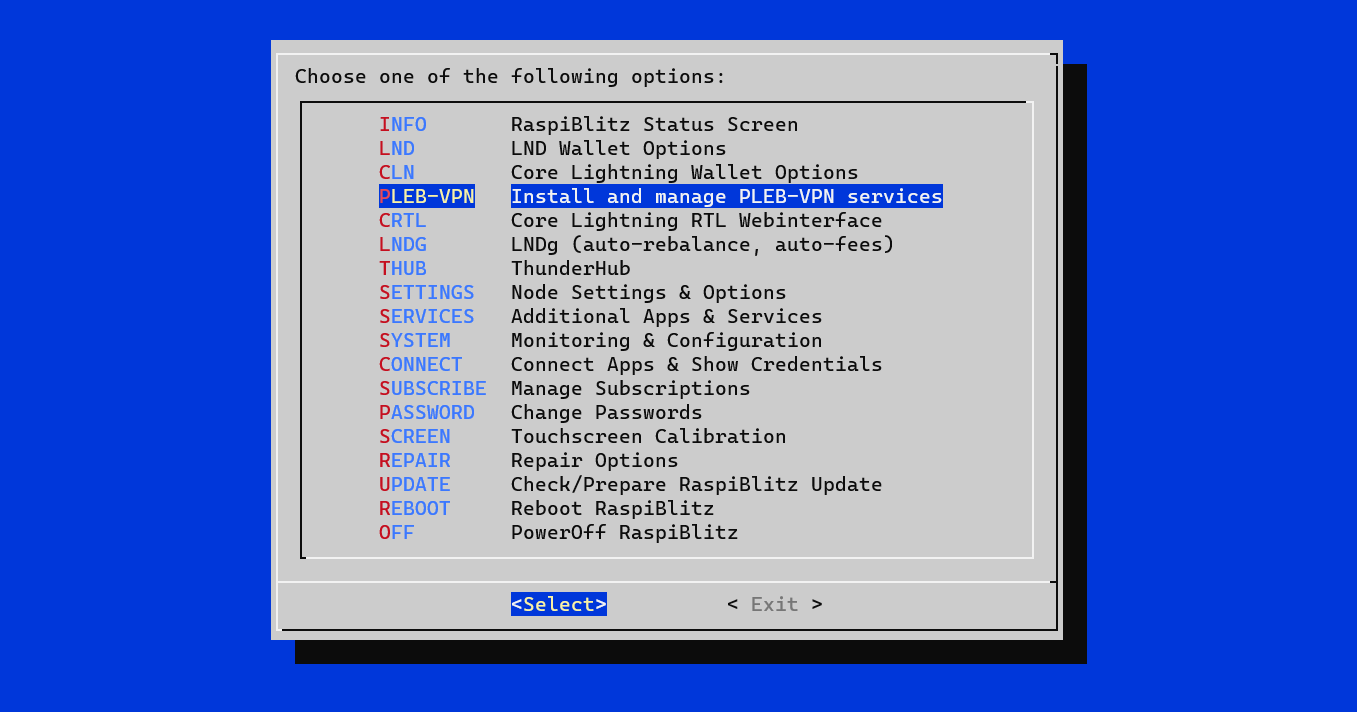 Choose one of the following options:
INFO RaspiBlitz Status Screen
LND LND Wallet Options
CLN Core Lightning Wallet Options
PLEB-VPN Install and manage PLEB-VPN services
CRTL Core Lightning RTL Webinterface
LNDG LNDg (auto-rebalance, auto-fees)
THUB ThunderHub
SETTINGS Node Settings & Options
SERVICES Additional Apps & Services
SYSTEM Monitoring & Configuration
CONNECT Connect Apps & Show Credentials
SUBSCRIBE Manage Subscriptions
PASSWORD Change Passwords
SCREEN Touchscreen Calibration
REPAIR Repair Options
UPDATE Check/Prepare RaspiBlitz Update
REBOOT Reboot RaspiBlitz
OFF PowerOff RaspiBlitz
<Select> < Exit >